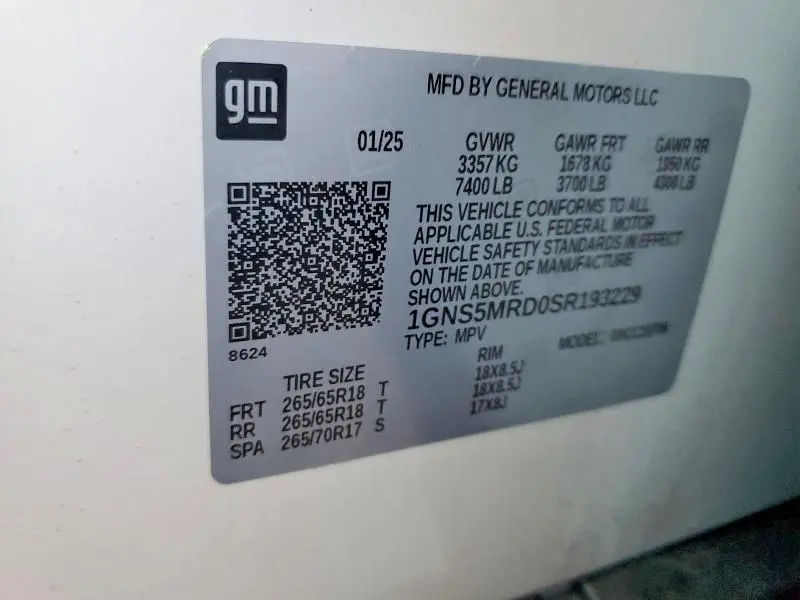 gm
MFD BY GENERAL MOTORS LLC
01/25
GVWR GAWR FRT GAWR RR
3357 KG 1678 KG 1950 KG
7400 LB 3700 LB 4300 LB
THIS VEHICLE CONFORMS TO ALL
APPLICABLE U.S. FEDERAL MOTOR
VEHICLE SAFETY STANDARDS IN EFFECT
ON THE DATE OF MANUFACTURE
SHOWN ABOVE.
1GNS5MRD0SR193229
TYPE: MPV MODEL:
8624
TIRE SIZE RIM
FRT 265/65R18 T 18X8.5J
RR 265/65R18 T 18X8.5J
SPA 265/70R17 S 17X8J